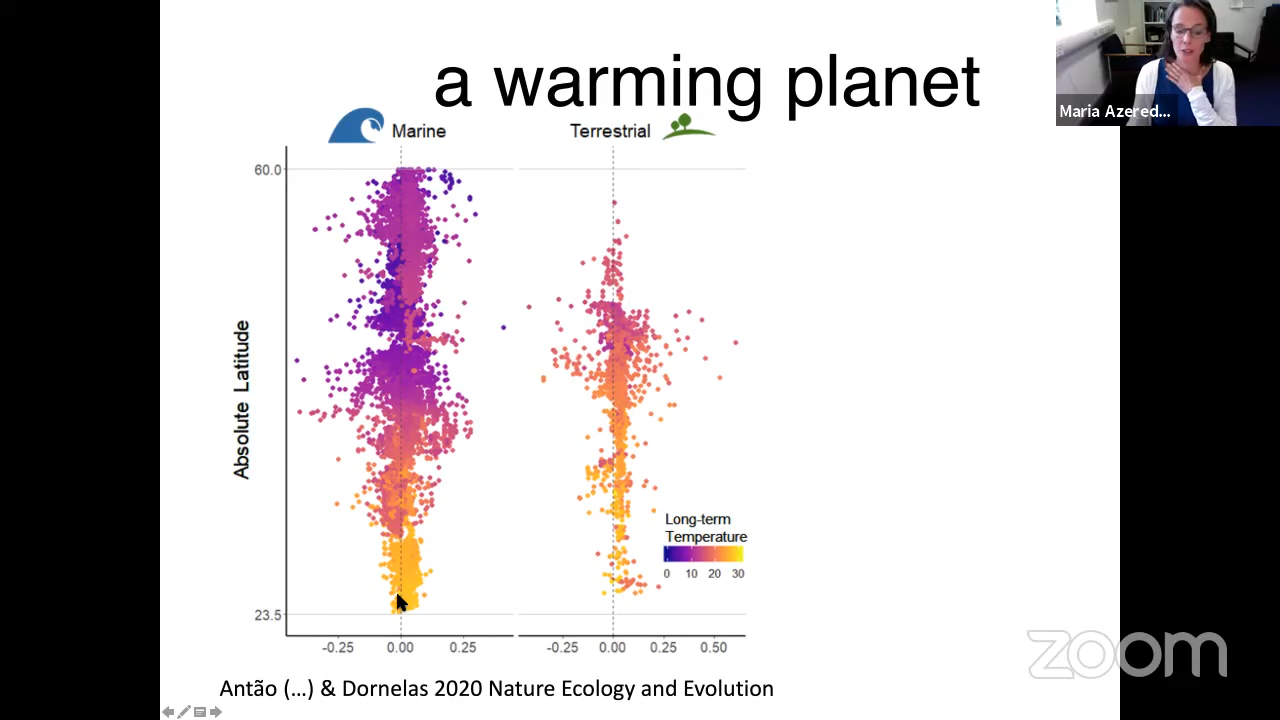 a warming planet
Maria Azered...
Marine
Terrestrial
60.0
Absolute Latitude
Long-term
Temperature
0 10 20 30
23.5
-0.25 0.00 0.25
-0.25 0.00 0.25 0.50
zoom
Antão (...) & Dornelas 2020 Nature Ecology and Evolution